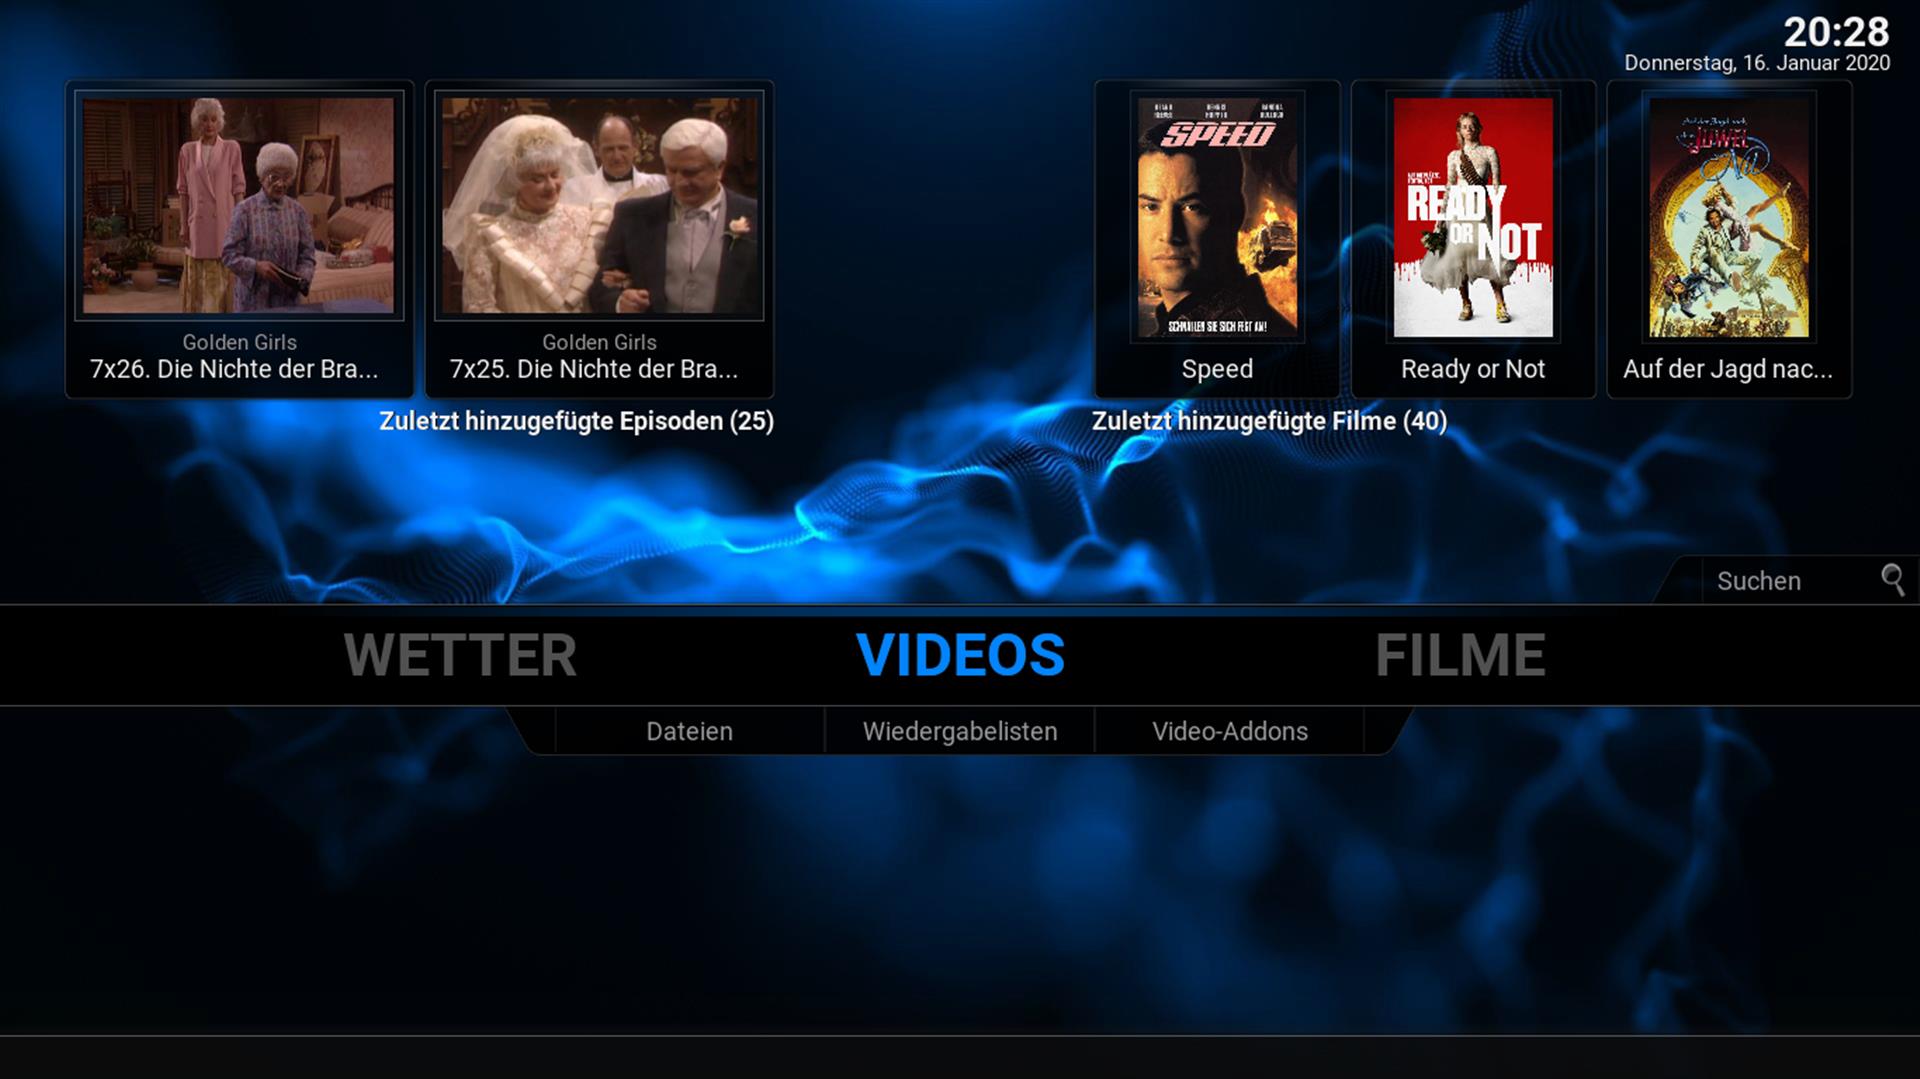 20:28
Donnerstag, 16. Januar 2020
Golden Girls
7x26. Die Nichte der Bra...
Golden Girls
7x25. Die Nichte der Bra...
Zuletzt hinzugefügte Episoden (25)
SPEED
SCHNALLEN SIE SICH FEST AN!
Speed
READY
OR NOT
Ready or Not
Auf der Jagd nac...
Zuletzt hinzugefügte Filme (40)
Suchen
WETTER
VIDEOS
FILME
Dateien
Wiedergabelisten
Video-Addons